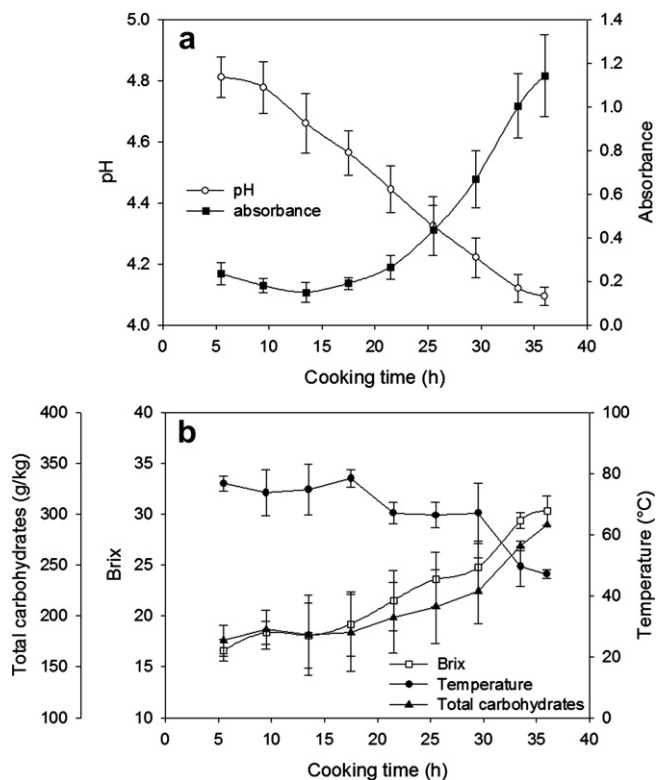 a
5.0
4.8
4.6
4.4
4.2
4.0
pH
1.4
1.2
1.0
0.8
0.6
0.4
0.2
0.0
Absorbance
pH
absorbance
0 5 10 15 20 25 30 35 40
Cooking time (h)
b
400
350
300
250
200
150
100
Total carbohydrates (g/kg)
40
35
30
25
20
15
10
Brix
100
80
60
40
20
0
Temperature (°C)
Brix
Temperature
Total carbohydrates
0 5 10 15 20 25 30 35 40
Cooking time (h)